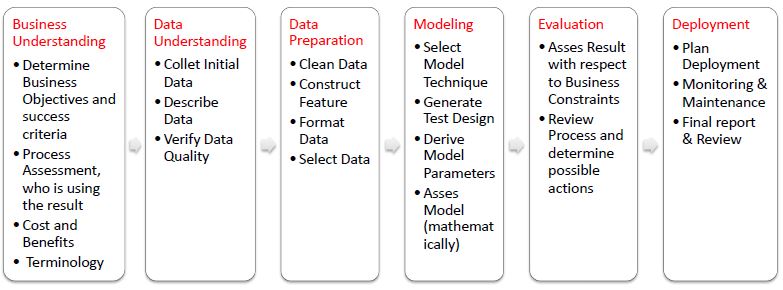 Business
Understanding
• Determine
Business
Objectives and
success
criteria
• Process
Assessment,
who is using
the result
• Cost and
Benefits
• Terminology
Data
Understanding
• Collet Initial
Data
• Describe
Data
• Verify Data
Quality
Data
Preparation
• Clean Data
• Construct
Feature
• Format
Data
• Select Data
Modeling
• Select
Model
Technique
• Generate
Test Design
• Derive
Model
Parameters
• Asses
Model
(mathemat
ically)
Evaluation
• Asses Result
with respect
to Business
Constraints
• Review
Process and
determine
possible
actions
Deployment
• Plan
Deployment
• Monitoring &
Maintenance
• Final report
& Review